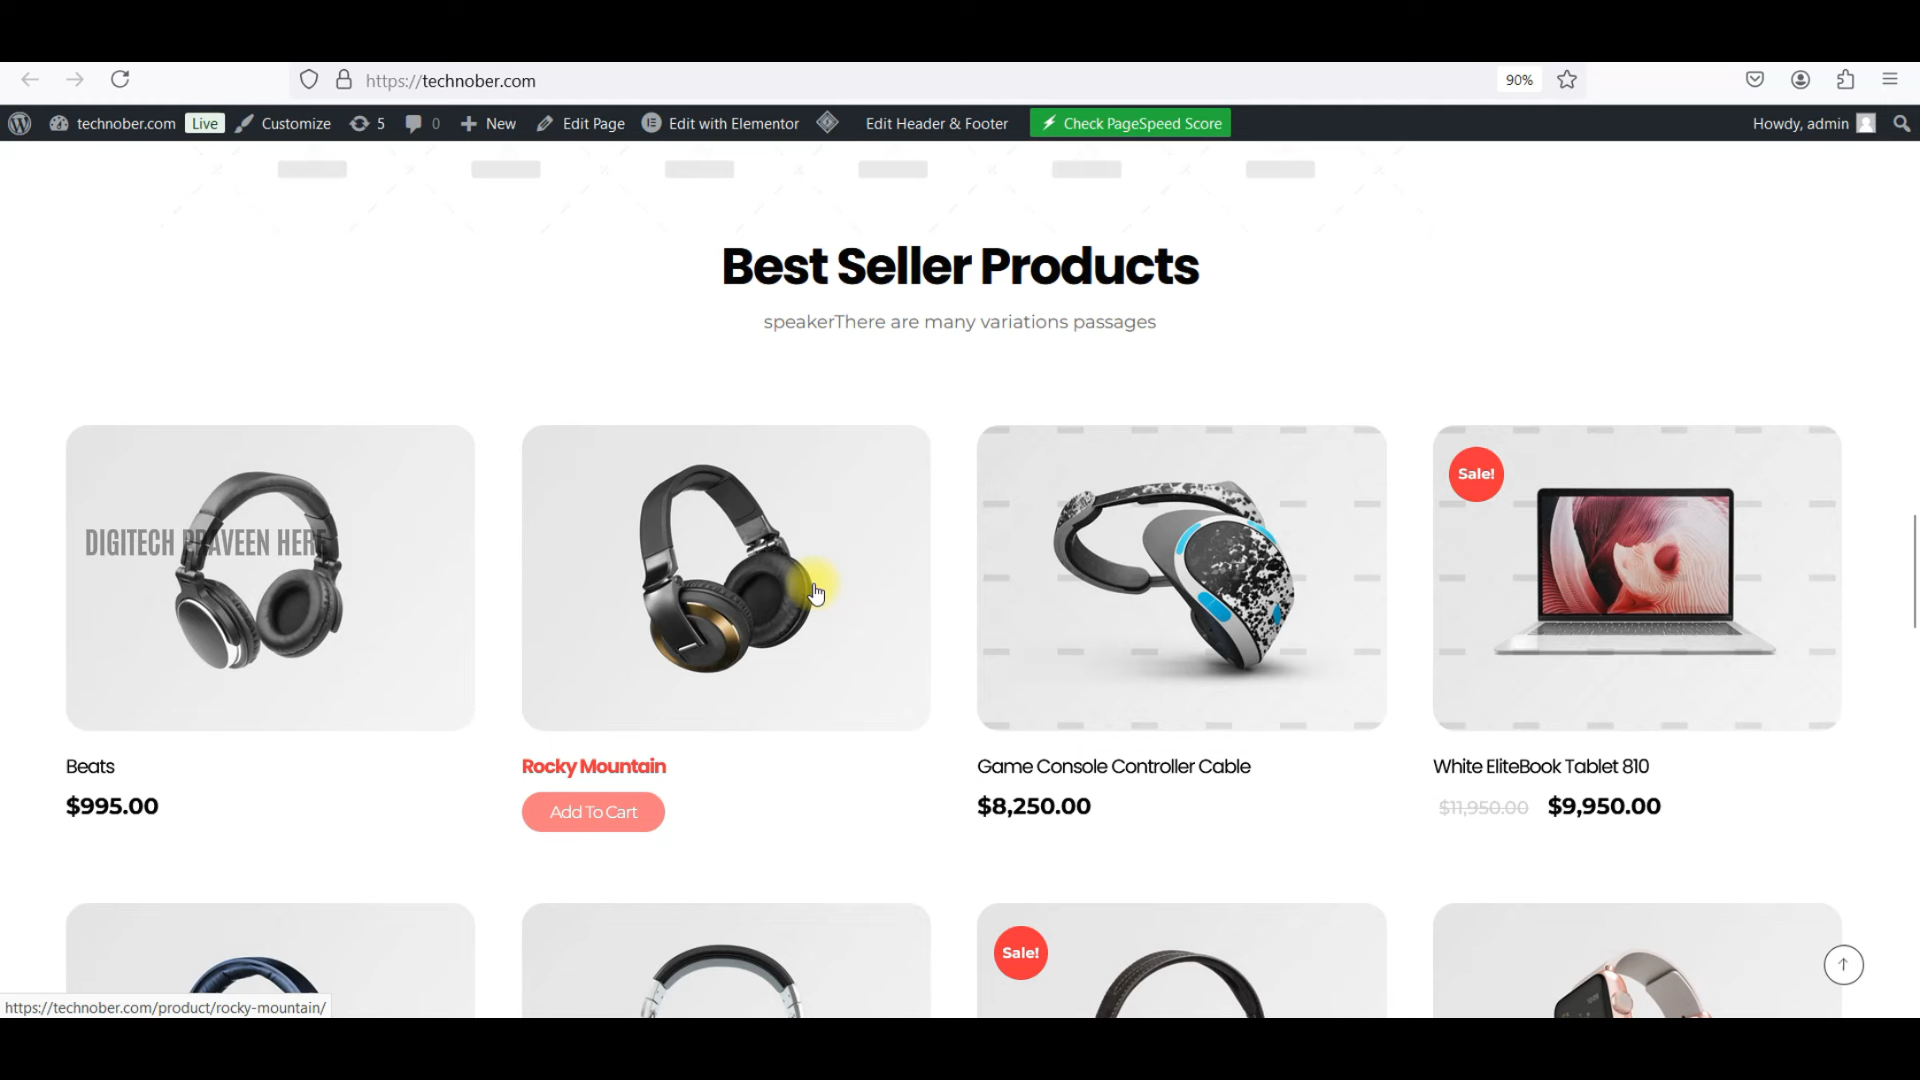 https://technober.com
90%
technober.com Live Customize 5 0 New Edit Page Edit with Elementor Edit Header & Footer Check PageSpeed Score Howdy, admin
Best Seller Products
speakerThere are many variations passages
Sale!
DIGITECH PRAVEEN HERE
Beats Rocky Mountain Game Console Controller Cable White EliteBook Tablet 810
$995.00 Add To Cart $8,250.00 $11,950.00 $9,950.00
Sale!
https://technober.com/product/rocky-mountain/